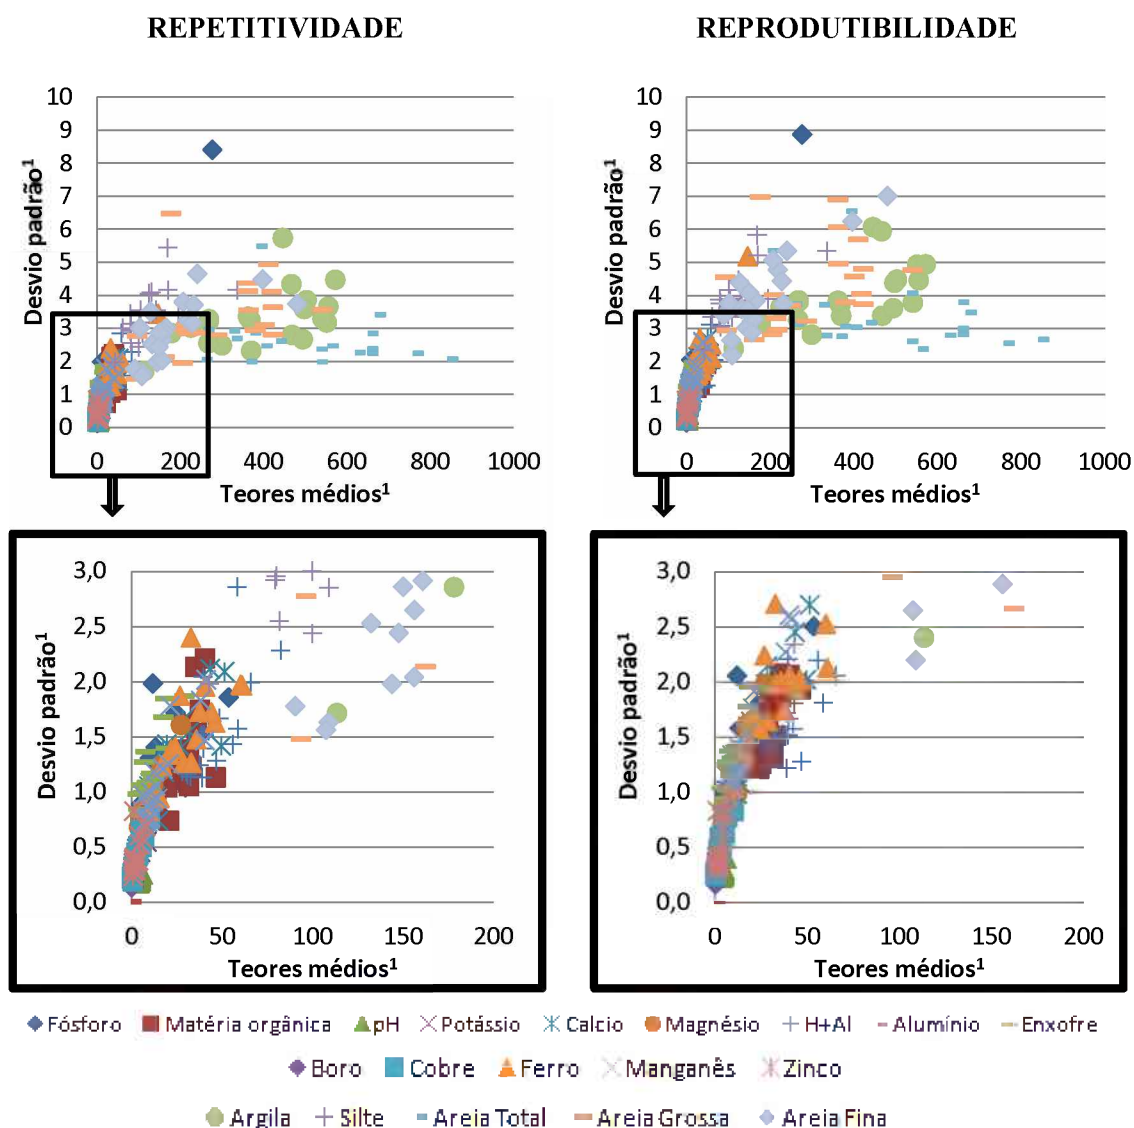 REPETITIVIDADE
REPRODUTIBILIDADE
Desvio padrão¹
10
9
8
7
6
5
4
3
2
1
0
0 200 400 600 800 1000
Teores médios¹
Desvio padrão¹
10
9
8
7
6
5
4
3
2
1
0
0 200 400 600 800 1000
Teores médios¹
Desvio padrão¹
3,0
2,5
2,0
1,5
1,0
0,5
0,0
0 50 100 150 200
Teores médios¹
Desvio padrão¹
3,0
2,5
2,0
1,5
1,0
0,5
0,0
0 50 100 150 200
Teores médios¹
Fósforo Matéria orgânica pH Potássio Calcio Magnésio H+Al Alumínio Enxofre
Boro Cobre Ferro Manganês Zinco
Argila Silte Areia Total Areia Grossa Areia Fina